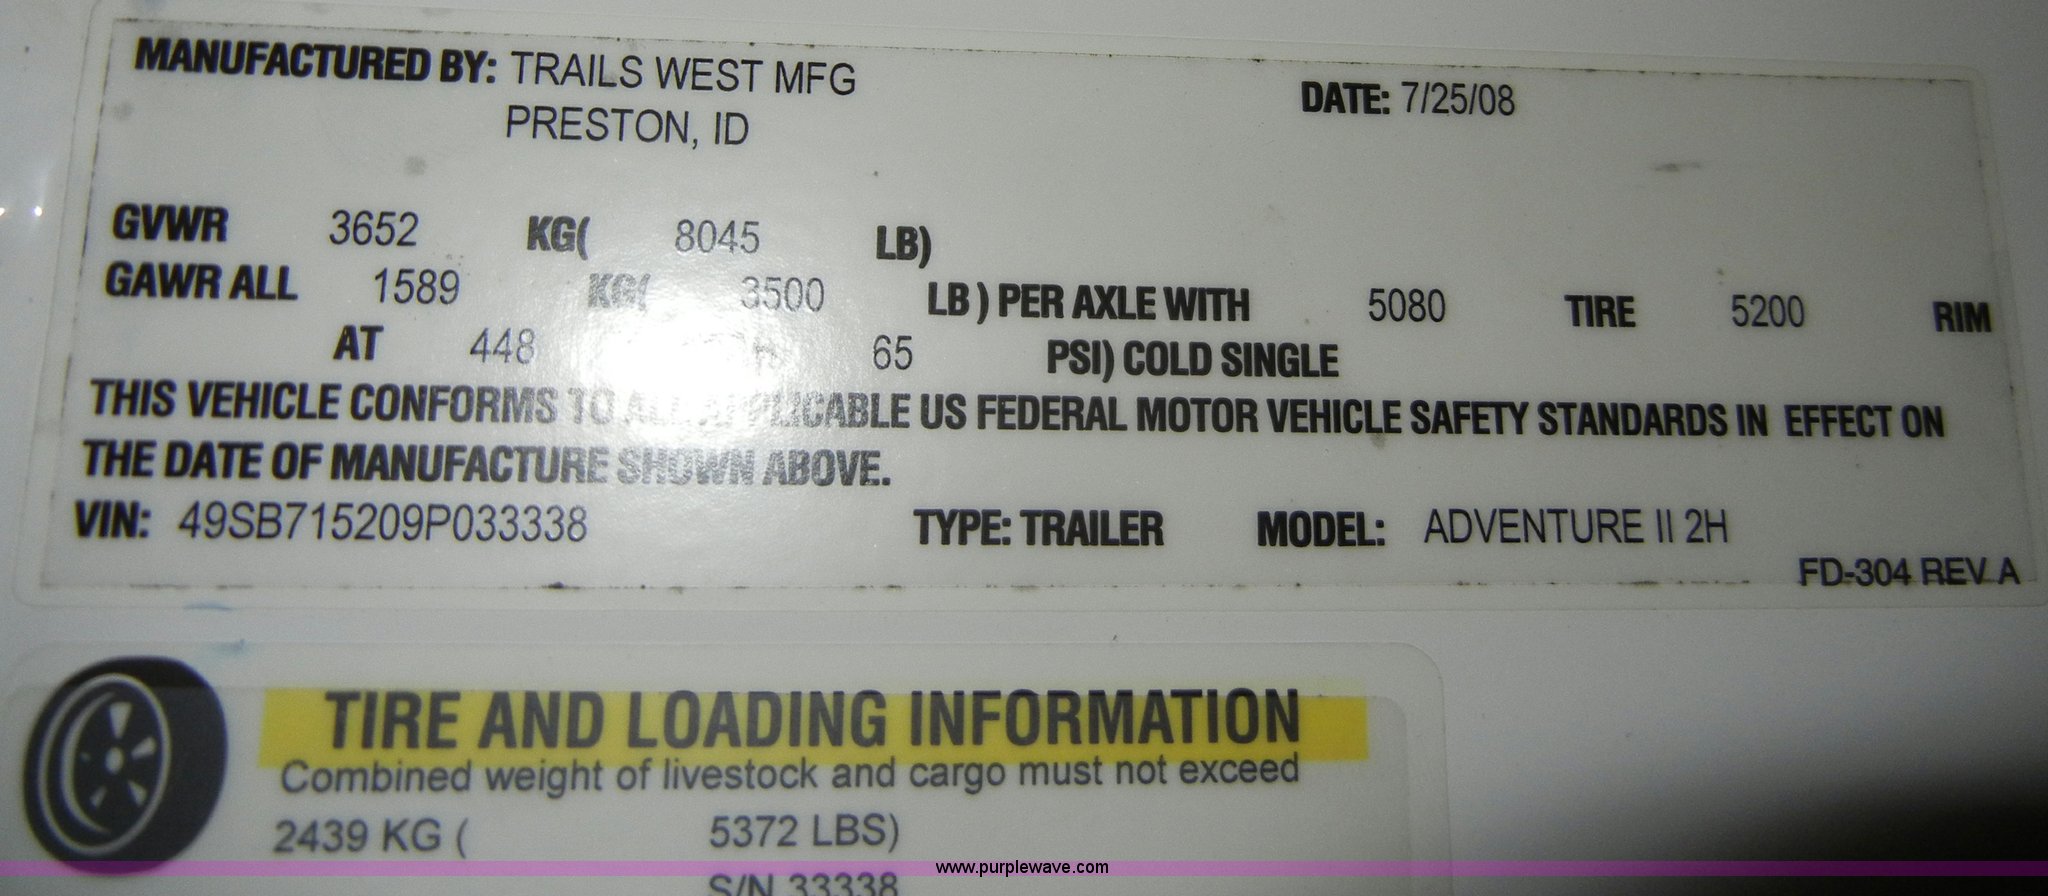 MANUFACTURED BY: TRAILS WEST MFG DATE: 7/25/08
PRESTON, ID
GVWR 3652 KG( 8045 LB)
GAWR ALL 1589 KG( 3500 LB ) PER AXLE WITH 5080 TIRE 5200 RIM
AT 448 65 PSI) COLD SINGLE
THIS VEHICLE CONFORMS TO ALL APPLICABLE US FEDERAL MOTOR VEHICLE SAFETY STANDARDS IN EFFECT ON
THE DATE OF MANUFACTURE SHOWN ABOVE.
VIN: 49SB715209P033338 TYPE: TRAILER MODEL: ADVENTURE II 2H
FD-304 REV A
TIRE AND LOADING INFORMATION
Combined weight of livestock and cargo must not exceed
2439 KG ( 5372 LBS)
www.purplewave.com
S/N 33338